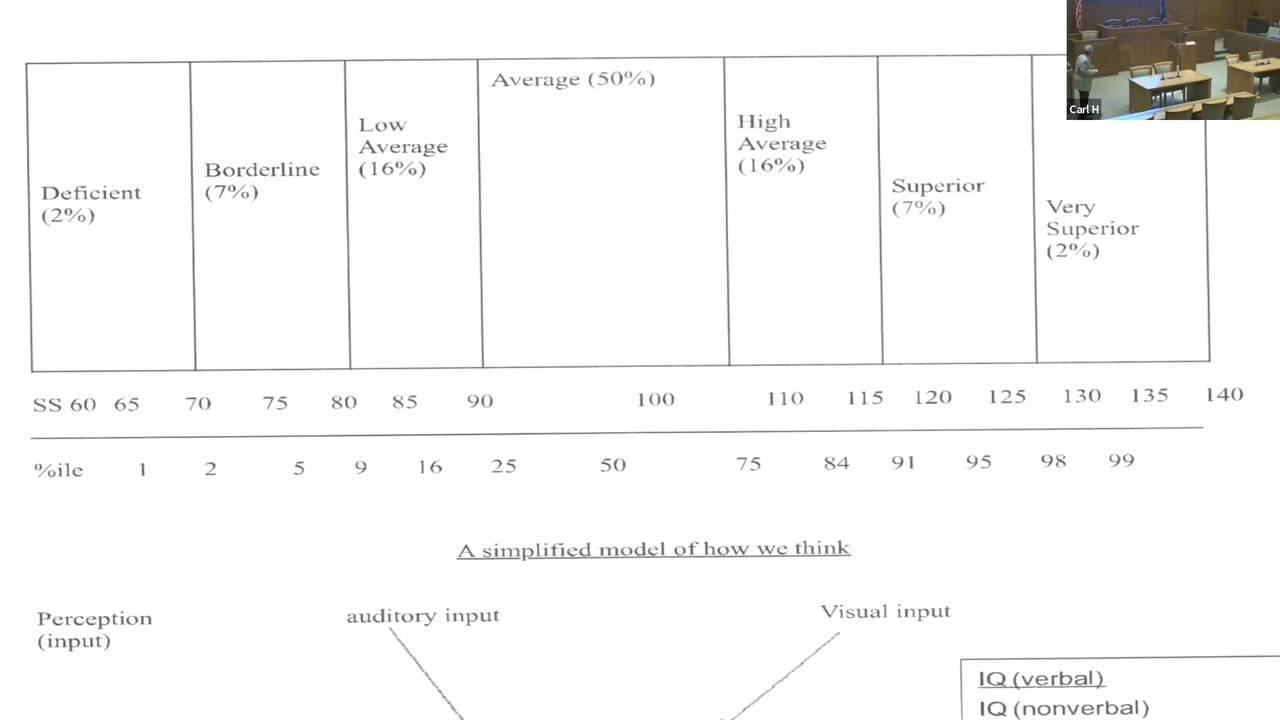 Average (50%)
Low
Average
(16%)
High
Average
(16%)
Borderline
(7%)
Deficient
(2%)
Superior
(7%)
Very
Superior
(2%)
Carl H
SS 60 65 70 75 80 85 90 100 110 115 120 125 130 135 140
%ile 1 2 5 9 16 25 50 75 84 91 95 98 99
A simplified model of how we think
Perception
(input)
auditory input
Visual input
IQ (verbal)
IQ (nonverbal)